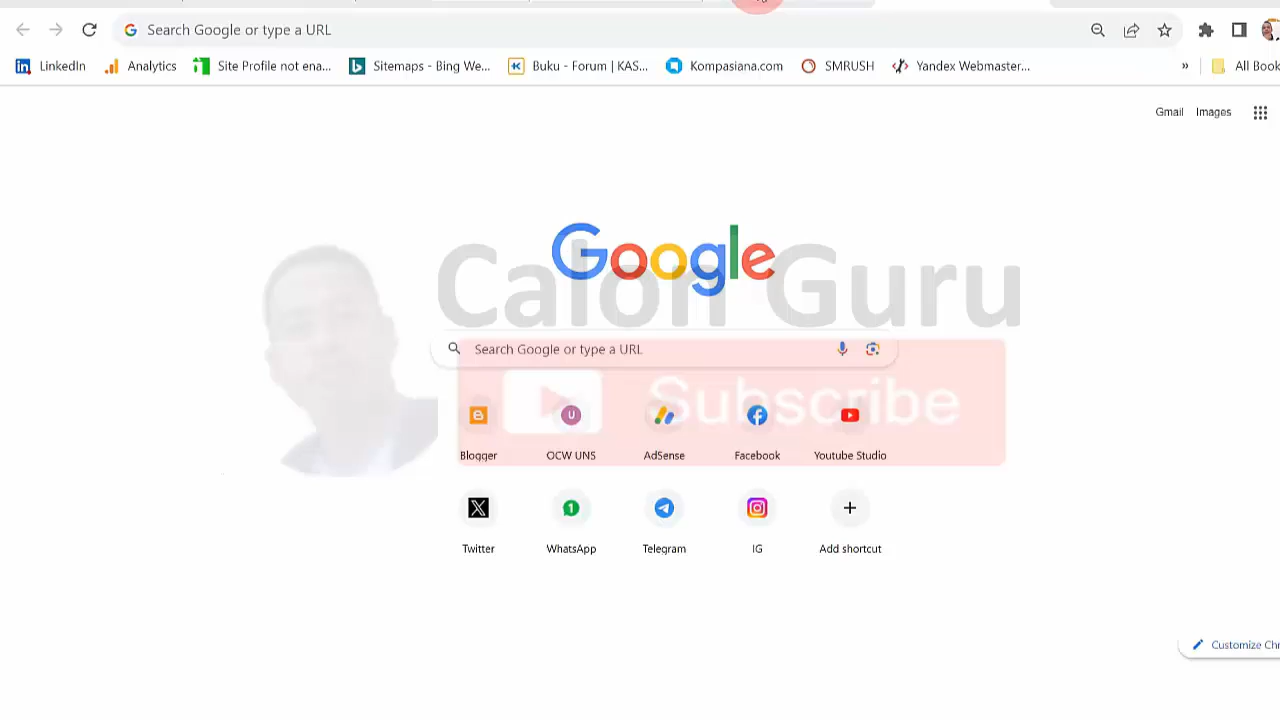 Search Google or type a URL
LinkedIn Analytics Site Profile not ena... Sitemaps - Bing We... Buku - Forum | KAS... Kompasiana.com SMRUSH Yandex Webmaster... » All Book
Gmail Images
Google
Calon Guru
Search Google or type a URL
Subscribe
U
Blogger OCW UNS AdSense Facebook Youtube Studio
1
Twitter WhatsApp Telegram IG Add shortcut
Customize Chr